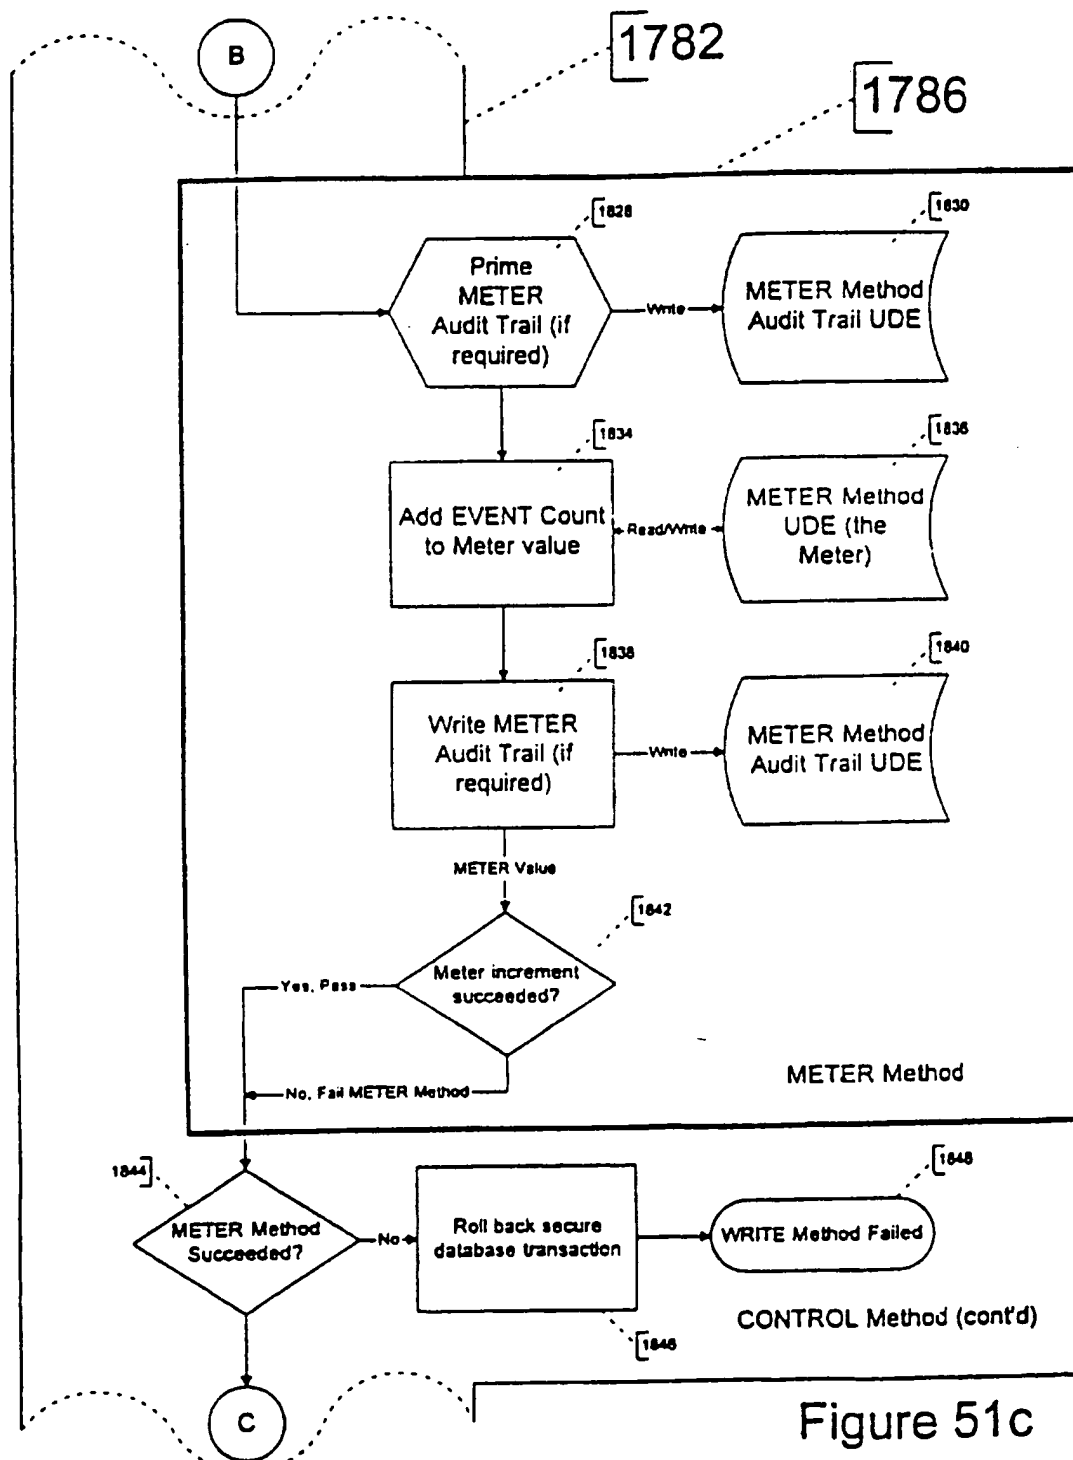 B
1782
1786
1828
1830
Prime
METER
Audit Trail (if
required)
Write
METER Method
Audit Trail UDE
1834
1836
Add EVENT Count
to Meter value
Read/Write
METER Method
UDE (the
Meter)
1838
1840
Write METER
Audit Trail (if
required)
Write
METER Method
Audit Trail UDE
METER Value
1842
Meter increment
succeeded?
Yes, Pass
No, Fail METER Method
METER Method
1844
METER Method
Succeeded?
No
Roll back secure
database transaction
1848
WRITE Method Failed
1846
CONTROL Method (cont'd)
C
Figure 51c